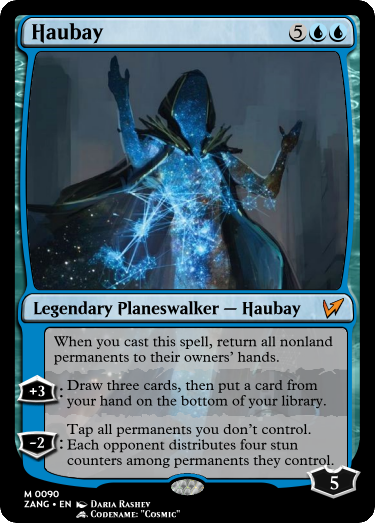 Haubay 5
Legendary Planeswalker — Haubay
When you cast this spell, return all nonland
permanents to their owners' hands.
+3: Draw three cards, then put a card from
your hand on the bottom of your library.
Tap all permanents you don't control.
-2: Each opponent distributes four stun
counters among permanents they control.
5
M 0090
ZANG • EN Daria Rashev
Codename: "Cosmic"